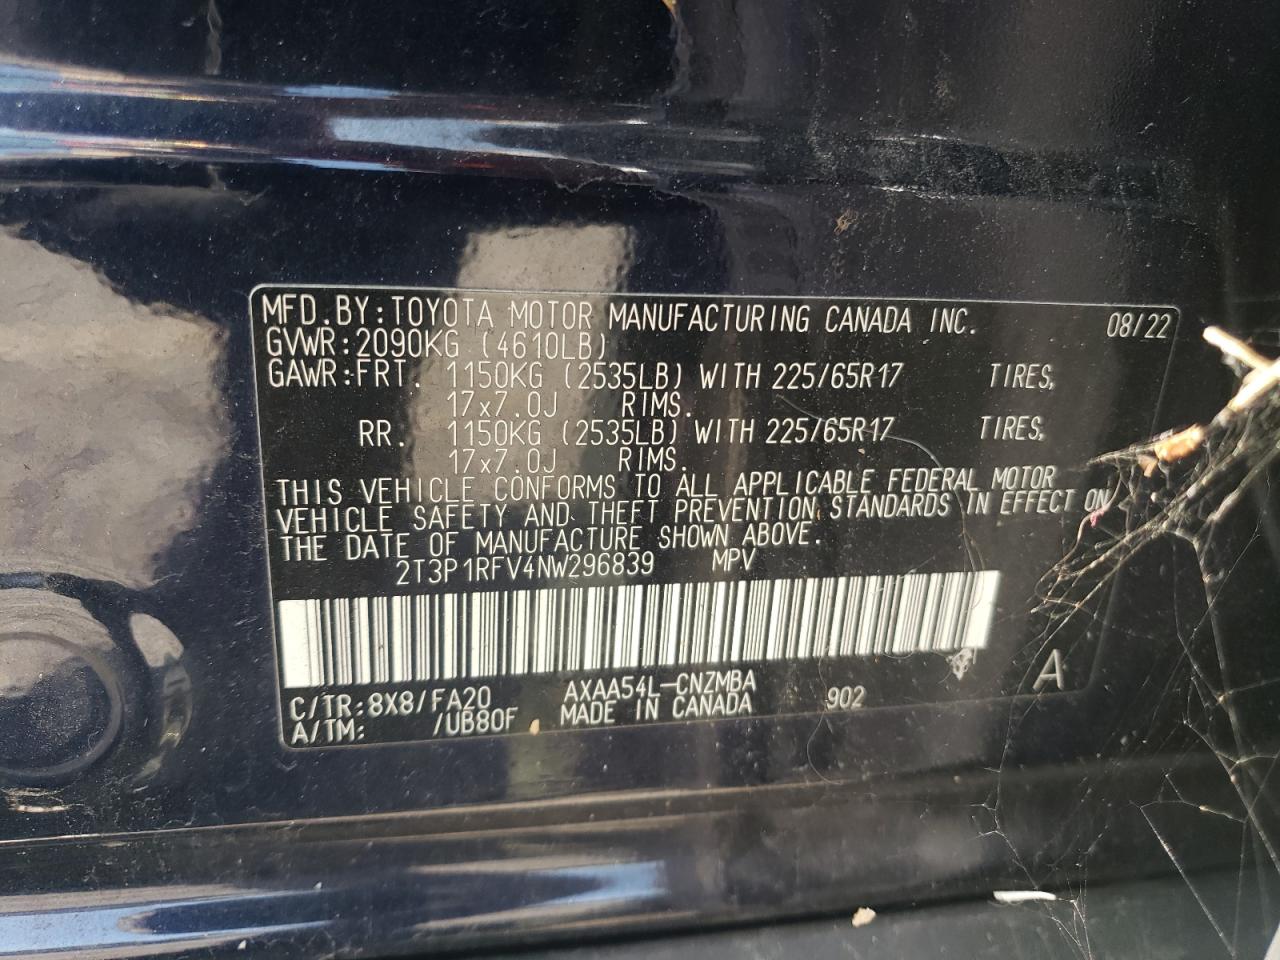 MFD.BY:TOYOTA MOTOR MANUFACTURING CANADA INC. 08/22
GVWR:2090KG (4610LB)
GAWR:FRT. 1150KG (2535LB) WITH 225/65R17 TIRES,
17x7.0J RIMS.
RR. 1150KG (2535LB) WITH 225/65R17 TIRES,
17x7.0J RIMS.
THIS VEHICLE CONFORMS TO ALL APPLICABLE FEDERAL MOTOR
VEHICLE SAFETY AND THEFT PREVENTION STANDARDS IN EFFECT ON
THE DATE OF MANUFACTURE SHOWN ABOVE.
2T3P1RFV4NW296839 MPV
C/TR:8X8/FA20 AXAA54L-CNZMBA 902 A
A/TM: /UB80F MADE IN CANADA